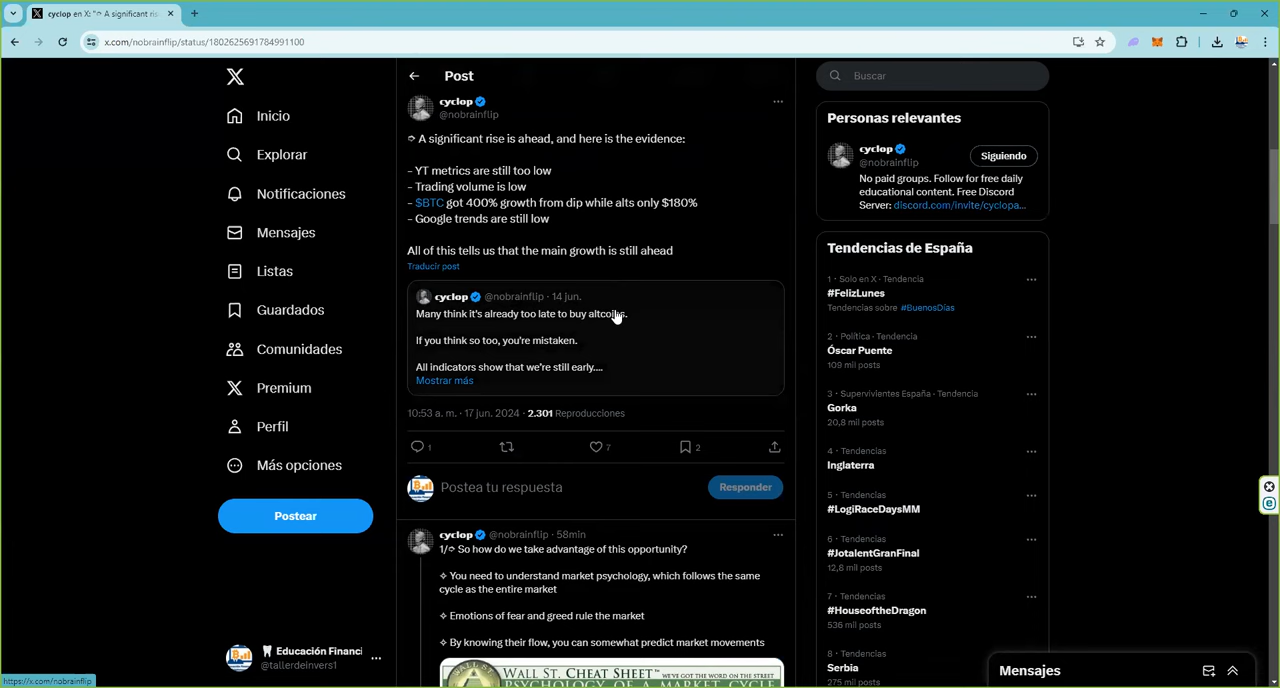 cyclop en X: "⟳ A significant ris
x.com/nobrainflip/status/1802625691784991100
Inicio
Explorar
Notificaciones
Mensajes
Listas
Guardados
Comunidades
Premium
Perfil
Más opciones
Postear
Educación Financi
@tallerdeinvers1
https://x.com/nobrainflip
Post
cyclop
@nobrainflip
A significant rise is ahead, and here is the evidence:
- YT metrics are still too low
- Trading volume is low
- $BTC got 400% growth from dip while alts only $180%
- Google trends are still low
All of this tells us that the main growth is still ahead
Traducir post
cyclop @nobrainflip · 14 jun.
Many think it's already too late to buy altcoins.
If you think so too, you're mistaken.
All indicators show that we're still early....
Mostrar más
10:53 a. m. · 17 jun. 2024 · 2.301 Reproducciones
1 7 2
Postea tu respuesta
Responder
cyclop @nobrainflip · 58min
1/ So how do we take advantage of this opportunity?
✧ You need to understand market psychology, which follows the same
cycle as the entire market
✧ Emotions of fear and greed rule the market
✧ By knowing their flow, you can somewhat predict market movements
WALL ST. CHEAT SHEET™
WE'VE GOT THE WORD ON THE STREET
PSYCHOLOGY OF A MARKET CYCLE
Buscar
Personas relevantes
cyclop
@nobrainflip
Siguiendo
No paid groups. Follow for free daily
educational content. Free Discord
Server: discord.com/invite/cyclopa...
Tendencias de España
1 · Solo en X · Tendencia
#FelizLunes
Tendencias sobre #BuenosDias
2 · Política · Tendencia
Óscar Puente
109 mil posts
3 · Supervivientes España · Tendencia
Gorka
20,8 mil posts
4 · Tendencias
Inglaterra
5 · Tendencias
#LogiRaceDaysMM
6 · Tendencias
#JotalentGranFinal
12,8 mil posts
7 · Tendencias
#HouseoftheDragon
536 mil posts
8 · Tendencias
Serbia
275 mil posts
Mensajes